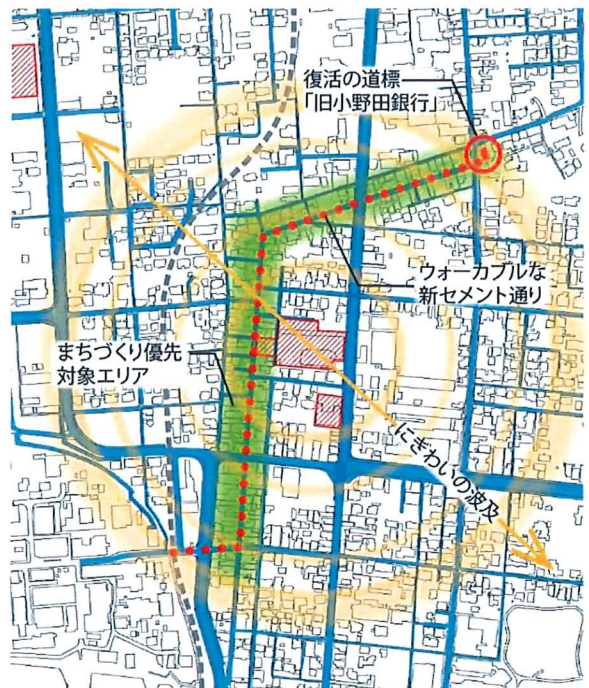 復活の道標
「旧小野田銀行」
ウォーカブルな
新セメント通り
まちづくり優先
対象エリア
にぎわいの波及